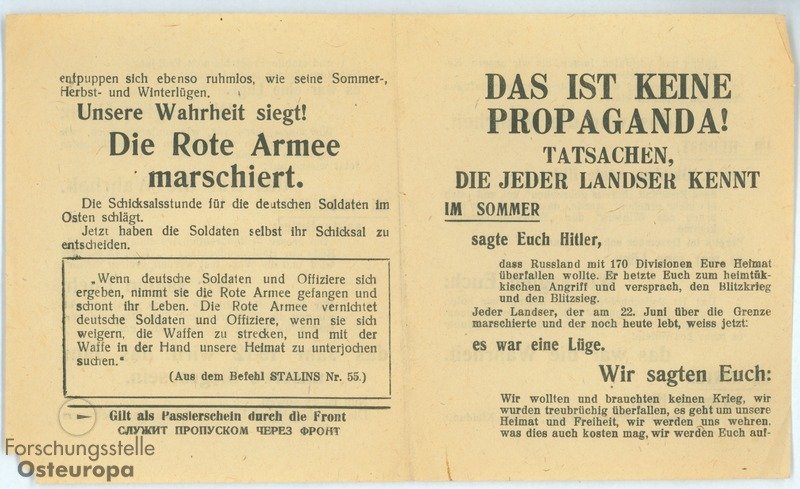 entpuppen sich ebenso ruhmlos, wie seine Sommer-,
Herbst- und Winterlügen.
Unsere Wahrheit siegt!
Die Rote Armee
marschiert.
Die Schicksalsstunde für die deutschen Soldaten im
Osten schlägt.
Jetzt haben die Soldaten selbst ihr Schicksal zu
entscheiden.
„Wenn deutsche Soldaten und Offiziere sich
ergeben, nimmt sie die Rote Armee gefangen und
schont ihr Leben. Die Rote Armee vernichtet
deutsche Soldaten und Offiziere, wenn sie sich
weigern, die Waffen zu strecken, und mit der
Waffe in der Hand unsere Heimat zu unterjochen
suchen.“
(Aus dem Befehl STALINS Nr. 55.)
Gilt als Passierschein durch die Front
СЛУЖИТ ПРОПУСКОМ ЧЕРЕЗ ФРОНТ
Forschungsstelle
Osteuropa
DAS IST KEINE
PROPAGANDA!
TATSACHEN,
DIE JEDER LANDSER KENNT
IM SOMMER
sagte Euch Hitler,
dass Russland mit 170 Divisionen Eure Heimat
überfallen wollte. Er hetzte Euch zum heimtük-
kischen Angriff und versprach, den Blitzkrieg
und den Blitzsieg.
Jeder Landser, der am 22. Juni über die Grenze
marschierte und der noch heute lebt, weiss jetzt:
es war eine Lüge.
Wir sagten Euch:
Wir wollten und brauchten keinen Krieg, wir
wurden treubrüchig überfallen, es geht um unsere
Heimat und Freiheit, wir werden uns wehren,
was dies auch kosten mag, wir werden Euch auf-